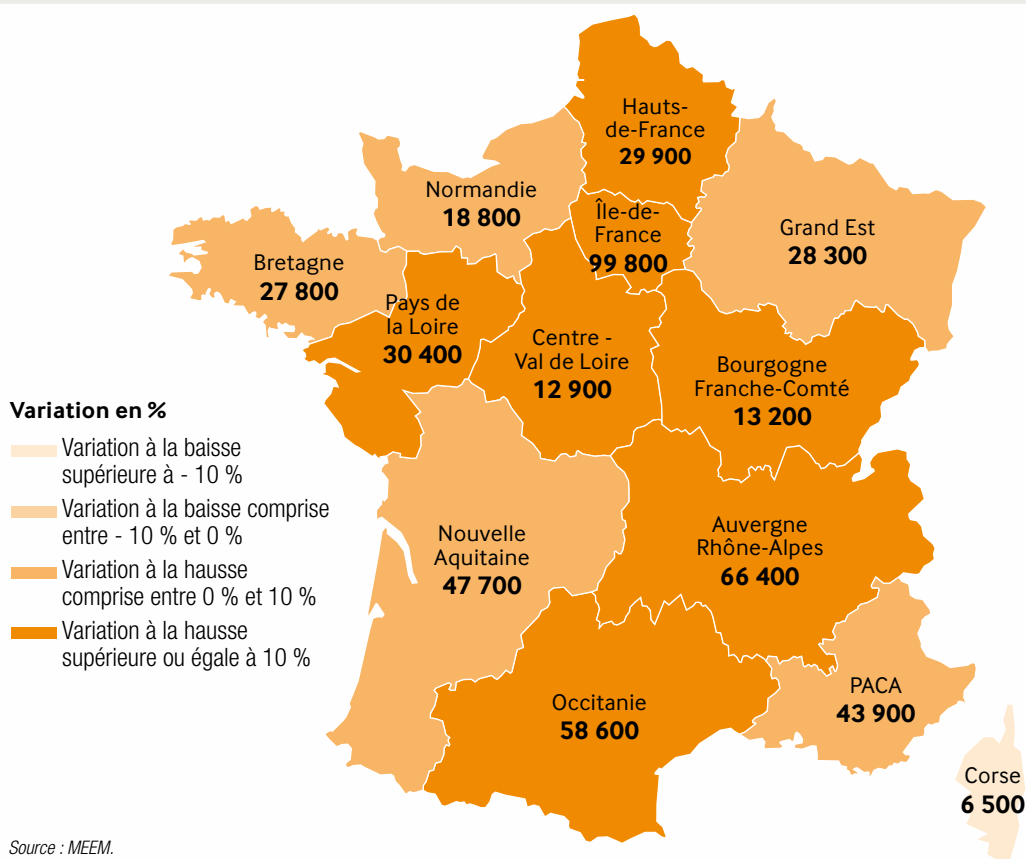 Hauts-
de-France
29 900
Normandie
18 800
Île-de-
France
99 800
Grand Est
28 300
Bretagne
27 800
Pays de
la Loire
30 400
Centre -
Val de Loire
12 900
Bourgogne
Franche-Comté
13 200
Variation en %
Variation à la baisse
supérieure à - 10 %
Variation à la baisse comprise
entre - 10 % et 0 %
Variation à la hausse
comprise entre 0 % et 10 %
Variation à la hausse
supérieure ou égale à 10 %
Nouvelle
Aquitaine
47 700
Auvergne
Rhône-Alpes
66 400
Occitanie
58 600
PACA
43 900
Corse
6 500
Source : MEEM.